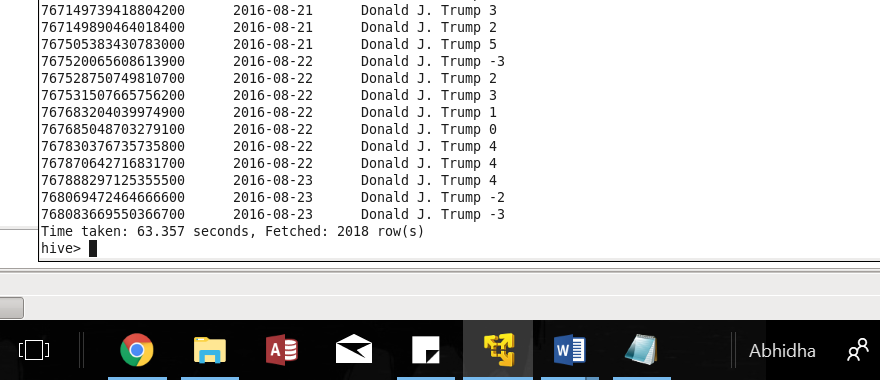 767149739418804200 2016-08-21 Donald J. Trump 3
767149890464018400 2016-08-21 Donald J. Trump 2
767505383430783000 2016-08-21 Donald J. Trump 5
767520065608613900 2016-08-22 Donald J. Trump -3
767528750749810700 2016-08-22 Donald J. Trump 2
767531507665756200 2016-08-22 Donald J. Trump 3
767683204039974900 2016-08-22 Donald J. Trump 1
767685048703279100 2016-08-22 Donald J. Trump 0
767830376735735800 2016-08-22 Donald J. Trump 4
767870642716831700 2016-08-22 Donald J. Trump 4
767888297125355500 2016-08-23 Donald J. Trump 4
768069472464666600 2016-08-23 Donald J. Trump -2
768083669550366700 2016-08-23 Donald J. Trump -3
Time taken: 63.357 seconds, Fetched: 2018 row(s)
hive>
Abhidha